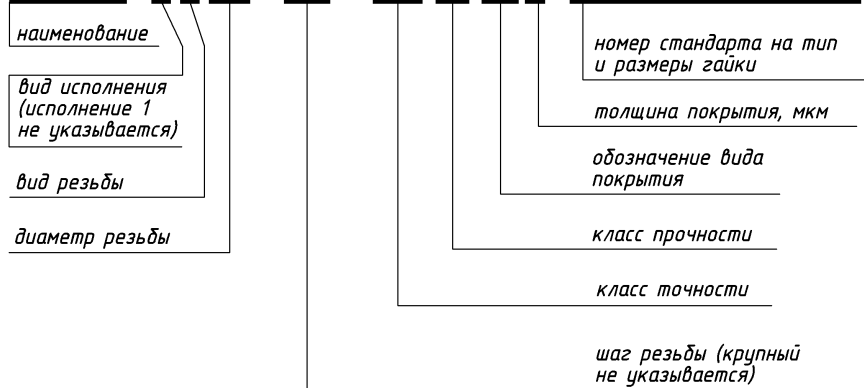 наименование
вид исполнения
(исполнение 1
не указывается)
вид резьбы
диаметр резьбы
номер стандарта на тип
и размеры гайки
толщина покрытия, мкм
обозначение вида
покрытия
класс прочности
класс точности
шаг резьбы (крупный
не указывается)